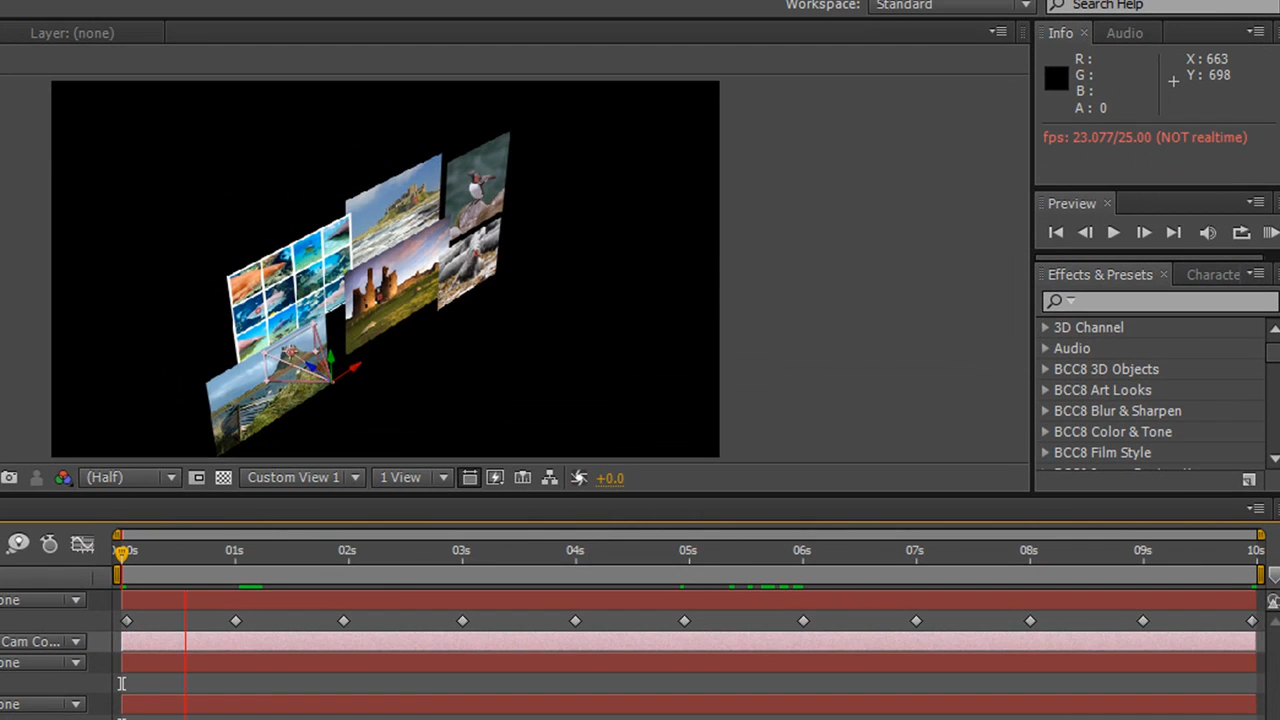 Workspace: Standard Search Help
Layer: (none)
Info × Audio
R : X : 663
G : Y : 698
B :
A : 0
fps: 23.077/25.00 (NOT realtime)
Preview ×
Effects & Presets × Characte
3D Channel
Audio
BCC8 3D Objects
BCC8 Art Looks
BCC8 Blur & Sharpen
BCC8 Color & Tone
BCC8 Film Style
(Half) Custom View 1 1 View +0.0
0s 01s 02s 03s 04s 05s 06s 07s 08s 09s 10s
one
Cam Co...
one
one